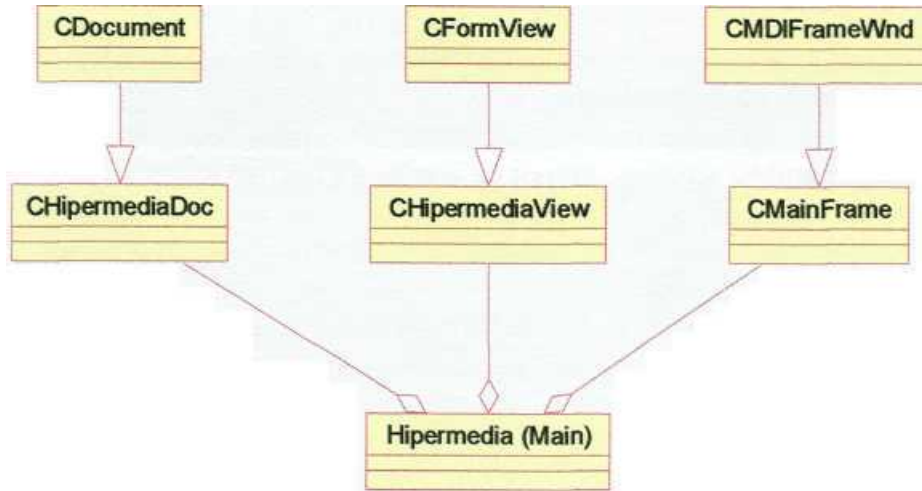 CDocument
CFormView
CMDIFrameWnd
CHipermediaDoc
CHipermediaView
CMainFrame
Hipermedia (Main)